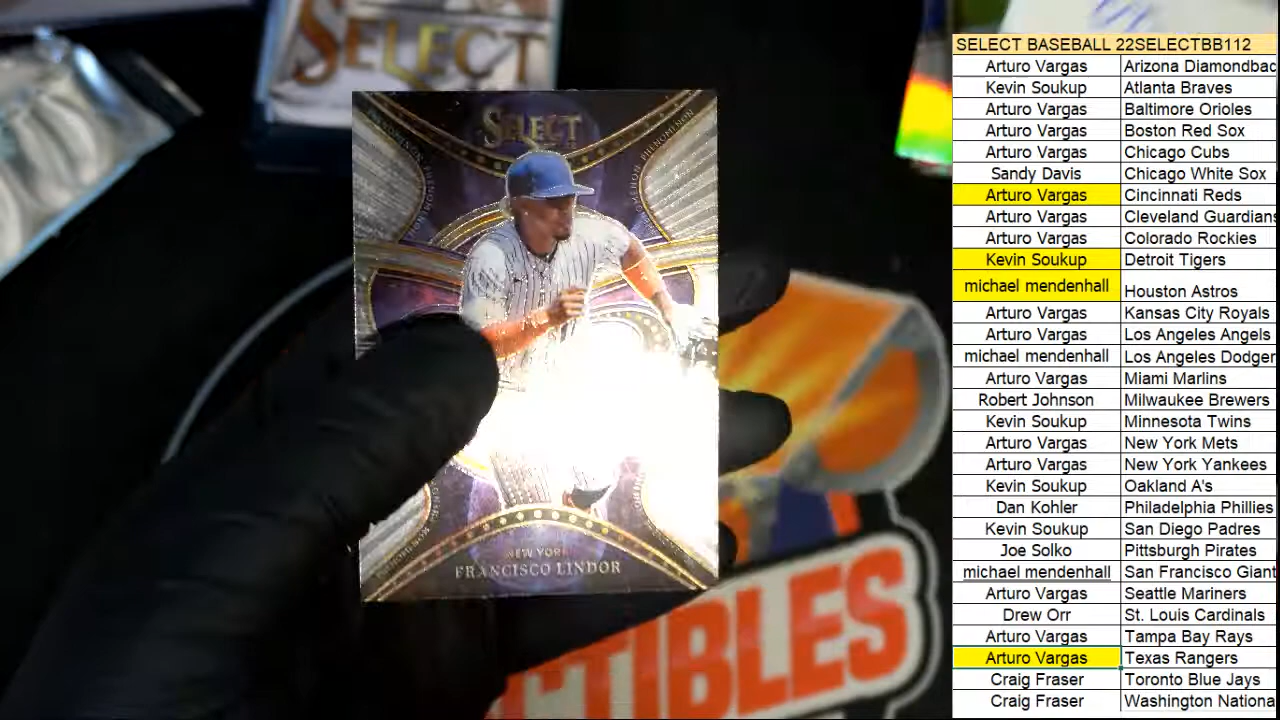 SELECT
SELECT
PHENOMENON
NEW YORK
FRANCISCO LINDOR
CTIBLES
SELECT BASEBALL 22SELECTBB112
Arturo Vargas Arizona Diamondbac
Kevin Soukup Atlanta Braves
Arturo Vargas Baltimore Orioles
Arturo Vargas Boston Red Sox
Arturo Vargas Chicago Cubs
Sandy Davis Chicago White Sox
Arturo Vargas Cincinnati Reds
Arturo Vargas Cleveland Guardians
Arturo Vargas Colorado Rockies
Kevin Soukup Detroit Tigers
michael mendenhall Houston Astros
Arturo Vargas Kansas City Royals
Arturo Vargas Los Angeles Angels
michael mendenhall Los Angeles Dodger
Arturo Vargas Miami Marlins
Robert Johnson Milwaukee Brewers
Kevin Soukup Minnesota Twins
Arturo Vargas New York Mets
Arturo Vargas New York Yankees
Kevin Soukup Oakland A's
Dan Kohler Philadelphia Phillies
Kevin Soukup San Diego Padres
Joe Solko Pittsburgh Pirates
michael mendenhall San Francisco Giant
Arturo Vargas Seattle Mariners
Drew Orr St. Louis Cardinals
Arturo Vargas Tampa Bay Rays
Arturo Vargas Texas Rangers
Craig Fraser Toronto Blue Jays
Craig Fraser Washington Nationa